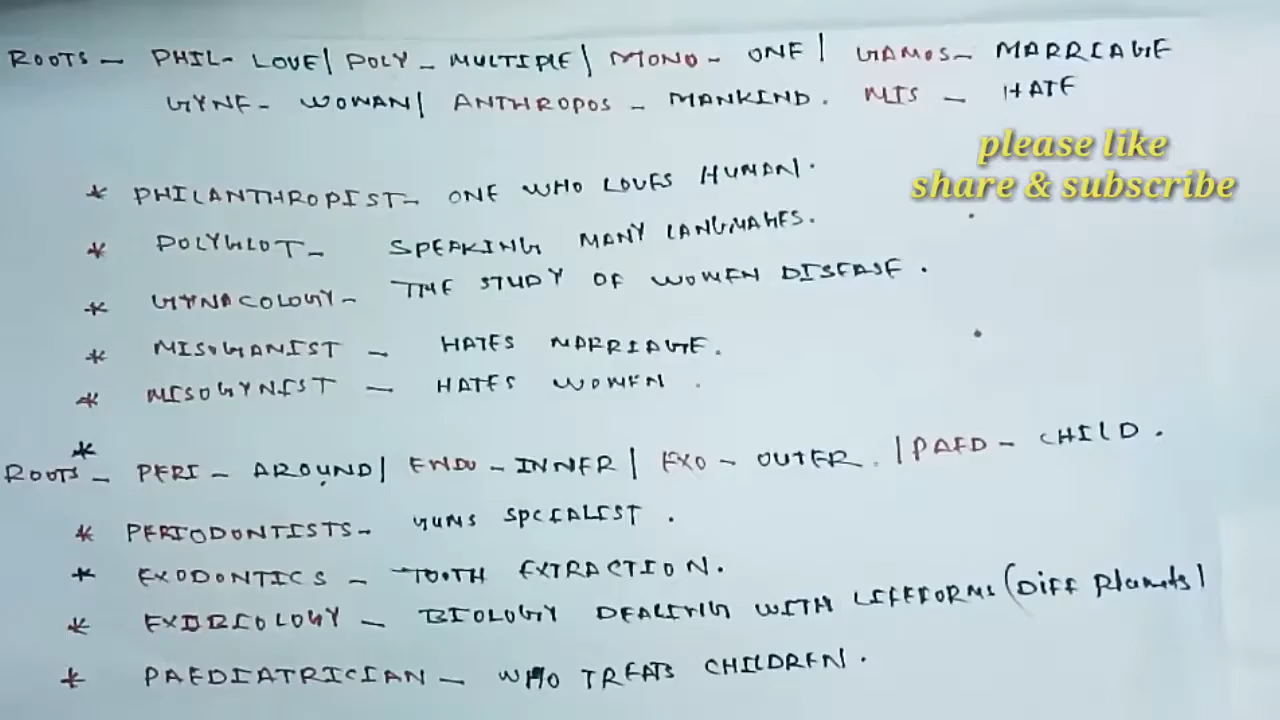 ROOTS - PHIL - LOVE | POLY - MULTIPLE | MONO - ONE | GAMOS - MARRIAGE
GYNE - WOMAN | ANTHROPOS - MANKIND. MIS - HATE
please like
share & subscribe
* PHILANTHROPIST - ONE WHO LOVES HUMAN.
* POLYGLOT - SPEAKING MANY LANGUAGES.
* GYNACOLOGY - THE STUDY OF WOMEN DISEASE.
* MISOGANIST - HATES MARRIAGE.
* MISOGYNIST - HATES WOMEN.
*
ROOTS - PERI - AROUND | ENDO - INNER | EXO - OUTER. | PAED - CHILD.
* PERIODONTISTS - GUMS SPCIALIST.
* EXODONTICS - TOOTH EXTRACTION.
* EXIBIOLOGY - BIOLOGY DEALING WITH LIFEFORMS (Diff Planets)
* PAEDIATRICIAN - WHO TREATS CHILDREN.